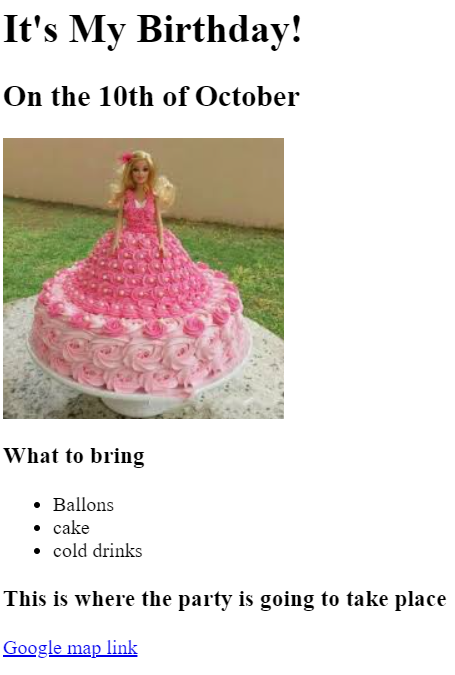 It's My Birthday!
On the 10th of October
What to bring
Ballons
cake
cold drinks
This is where the party is going to take place
Google map link